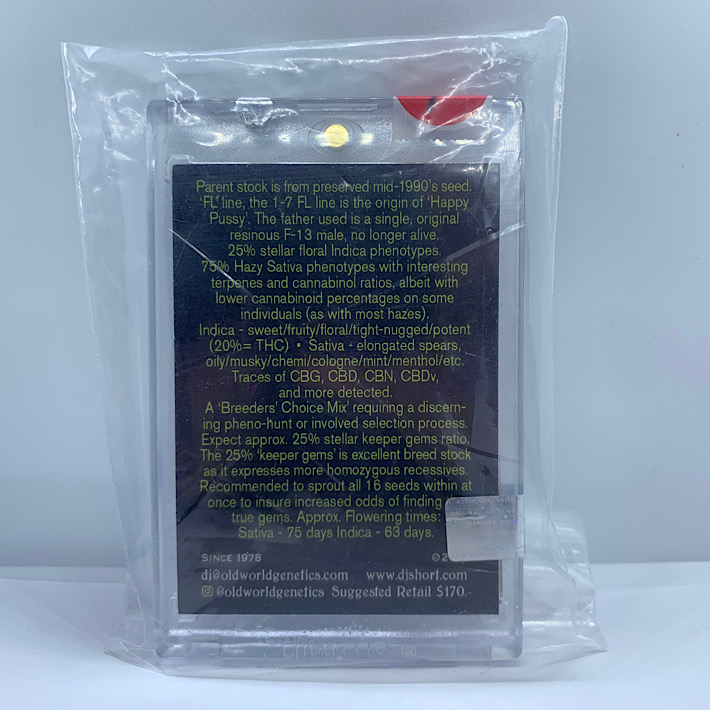 Parent stock is from preserved mid-1990's seed.
'FL' line, the 1-7 FL line is the origin of 'Happy
Pussy'. The father used is a single, original
resinous F-13 male, no longer alive.
25% stellar floral Indica phenotypes.
75% Hazy Sativa phenotypes with interesting
terpenes and cannabinol ratios, albeit with
lower cannabinoid percentages on some
individuals (as with most hazes).
Indica - sweet/fruity/floral/tight-nugged/potent
(20%= THC) • Sativa - elongated spears,
oily/musky/chemi/cologne/mint/menthol/etc.
Traces of CBG, CBD, CBN, CBDv,
and more detected.
A 'Breeders' Choice Mix' requiring a discern-
ing pheno-hunt or involved selection process.
Expect approx. 25% stellar keeper gems ratio.
The 25% 'keeper gems' is excellent breed stock
as it expresses more homozygous recessives.
Recommended to sprout all 16 seeds within at
once to insure increased odds of finding
true gems. Approx. Flowering times:
Sativa - 75 days Indica - 63 days.
SINCE 1978 ©2
dj@oldworldgenetics.com www.djshort.com
@oldworldgenetics Suggested Retail $170.